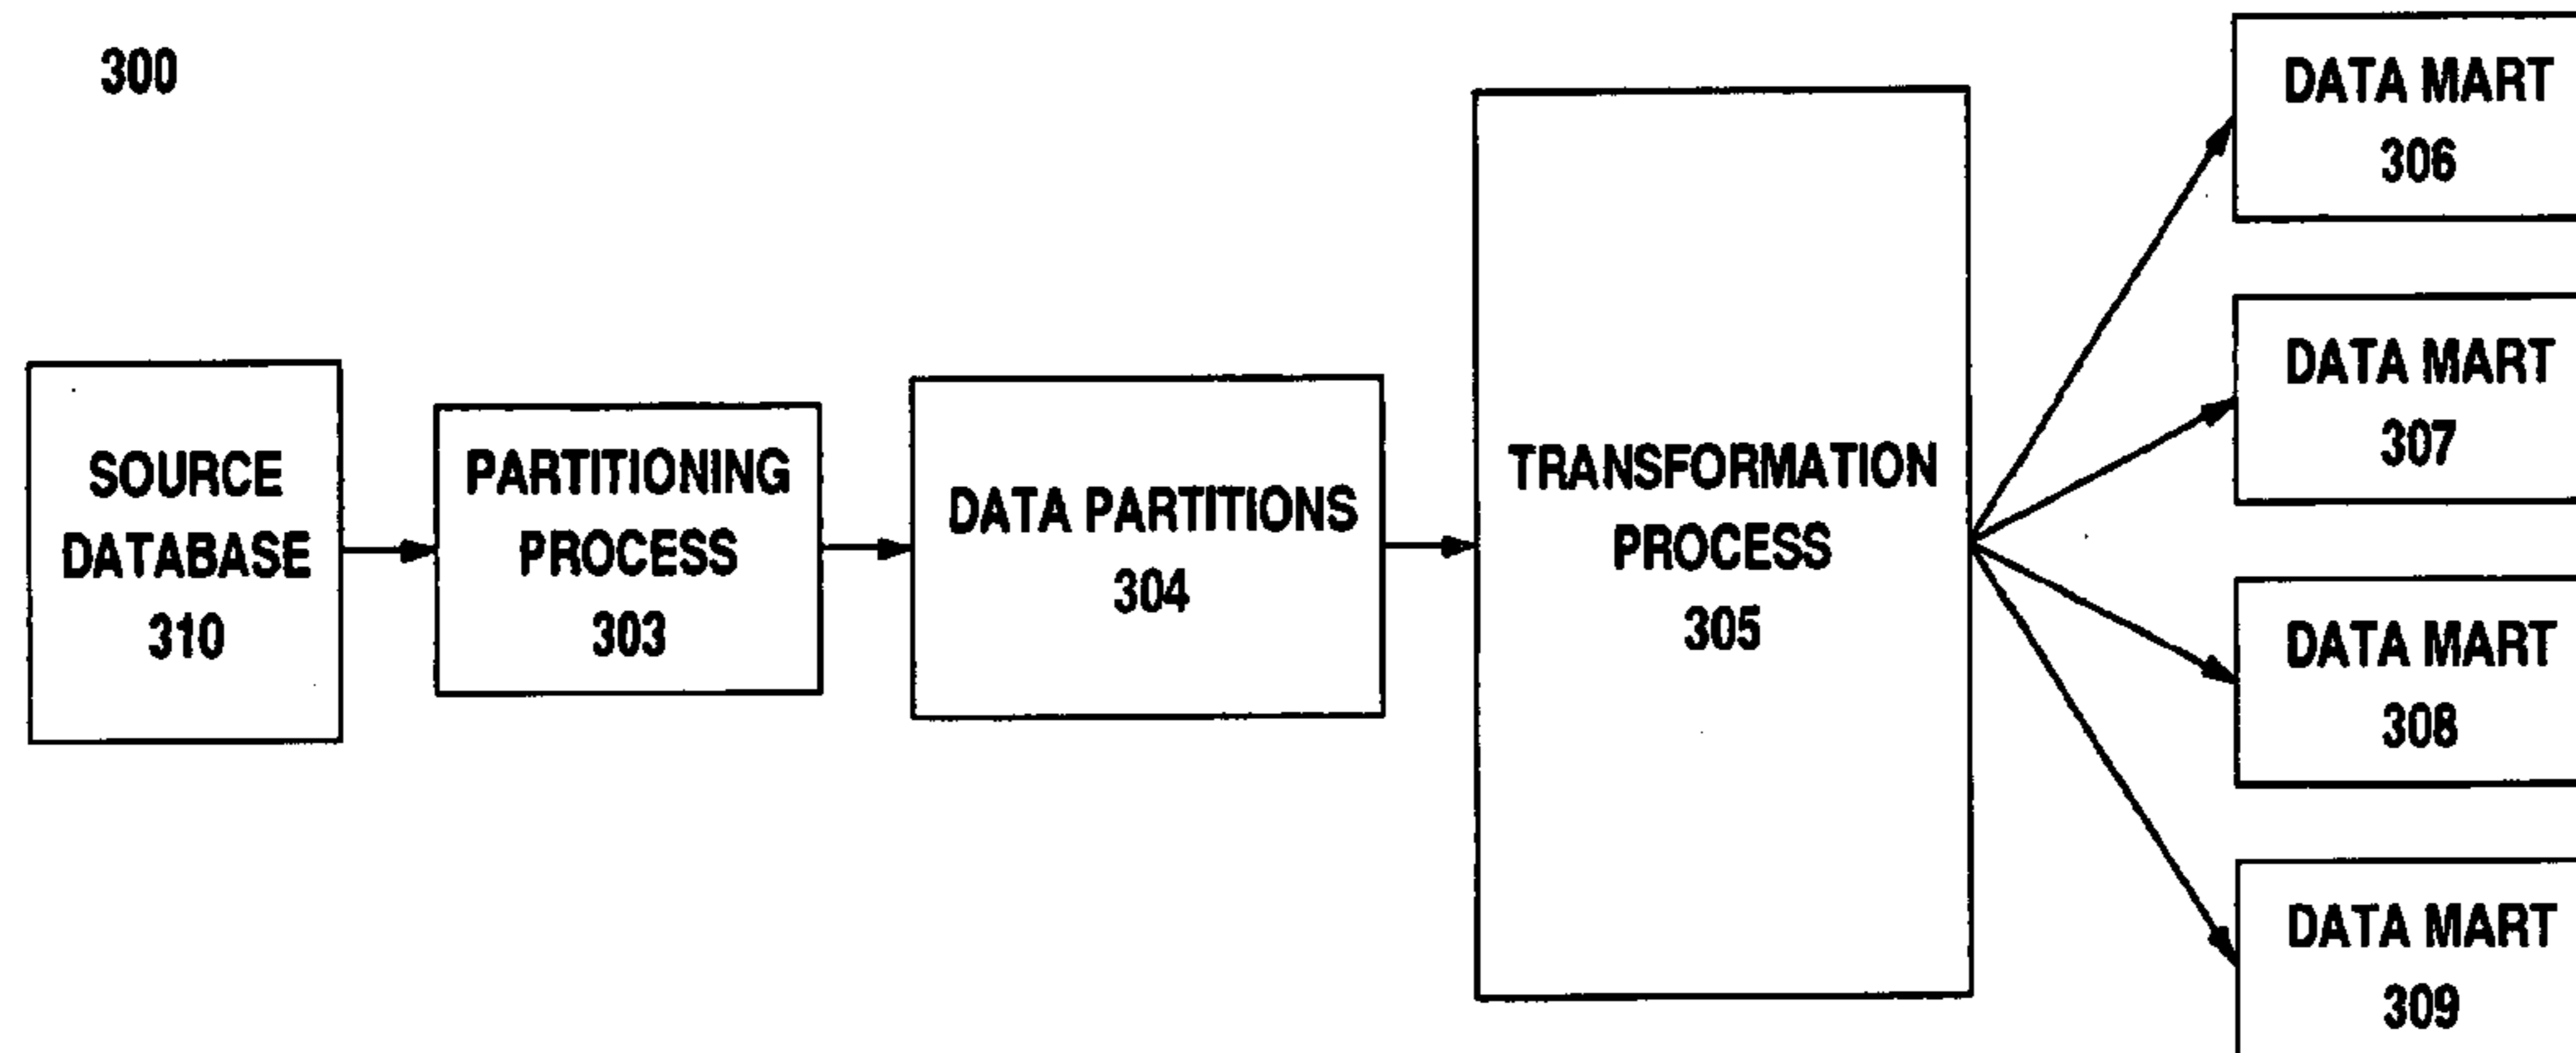 300
SOURCE
DATABASE
310
PARTITIONING
PROCESS
303
DATA PARTITIONS
304
TRANSFORMATION
PROCESS
305
DATA MART
306
DATA MART
307
DATA MART
308
DATA MART
309